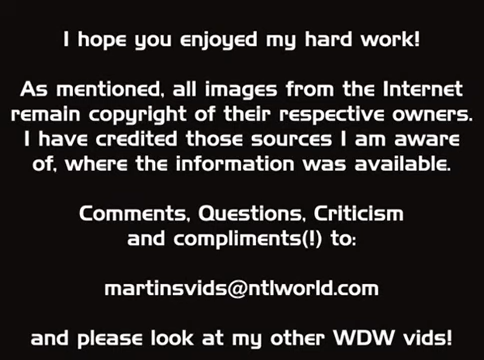 I hope you enjoyed my hard work!
As mentioned, all images from the Internet
remain copyright of their respective owners.
I have credited those sources I am aware
of, where the information was available.
Comments, Questions, Criticism
and compliments(!) to:
martinsvids@ntlworld.com
and please look at my other WDW vids!